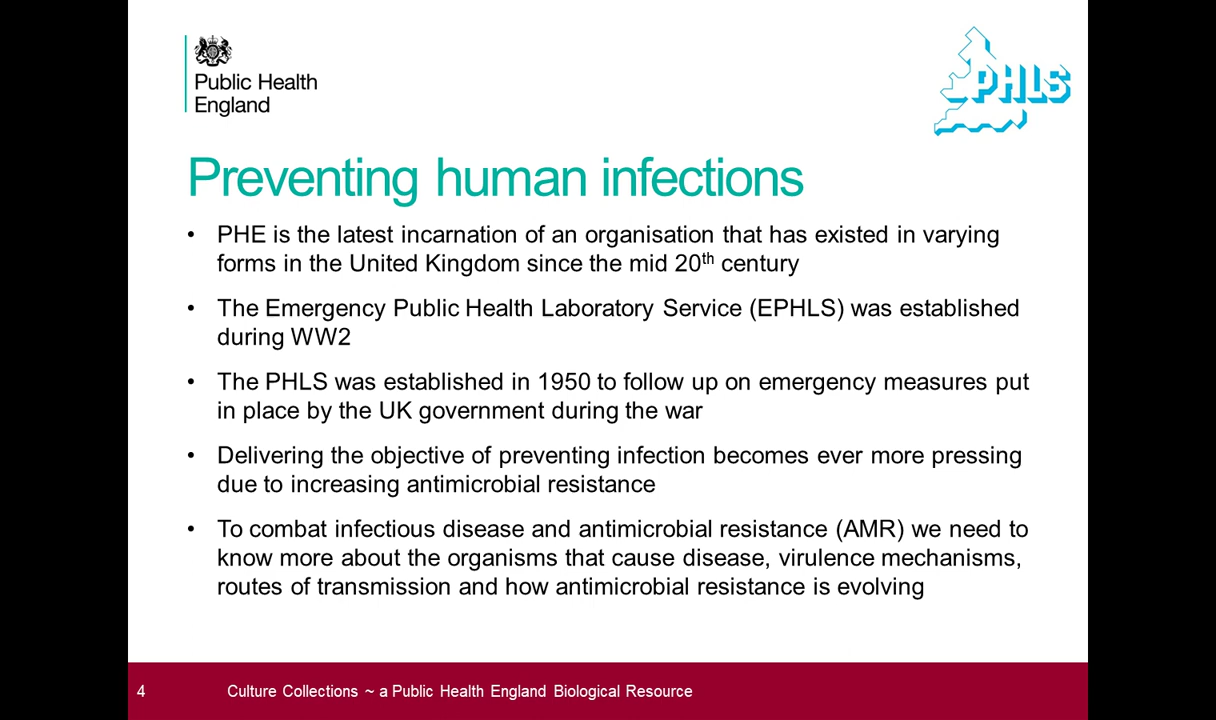 Public Health
England
PHLS
Preventing human infections
• PHE is the latest incarnation of an organisation that has existed in varying
forms in the United Kingdom since the mid 20th century
• The Emergency Public Health Laboratory Service (EPHLS) was established
during WW2
• The PHLS was established in 1950 to follow up on emergency measures put
in place by the UK government during the war
• Delivering the objective of preventing infection becomes ever more pressing
due to increasing antimicrobial resistance
• To combat infectious disease and antimicrobial resistance (AMR) we need to
know more about the organisms that cause disease, virulence mechanisms,
routes of transmission and how antimicrobial resistance is evolving
4 Culture Collections ~ a Public Health England Biological Resource